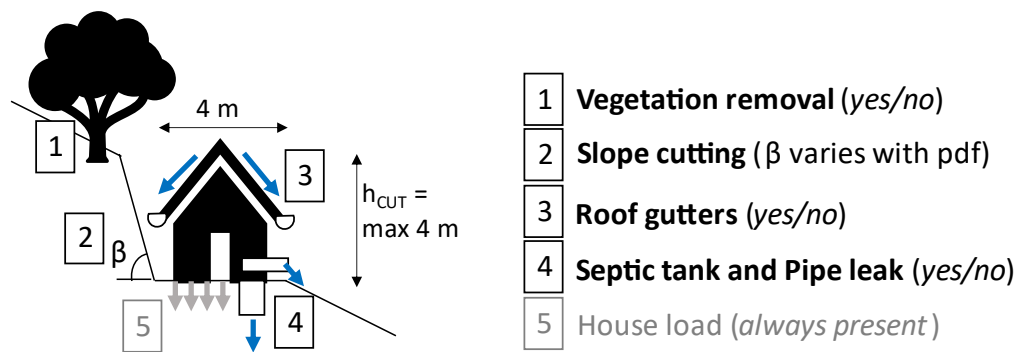 1
4 m
3
h_CUT =
max 4 m
2
β
5
4
1 Vegetation removal (yes/no)
2 Slope cutting (β varies with pdf)
3 Roof gutters (yes/no)
4 Septic tank and Pipe leak (yes/no)
5 House load (always present)